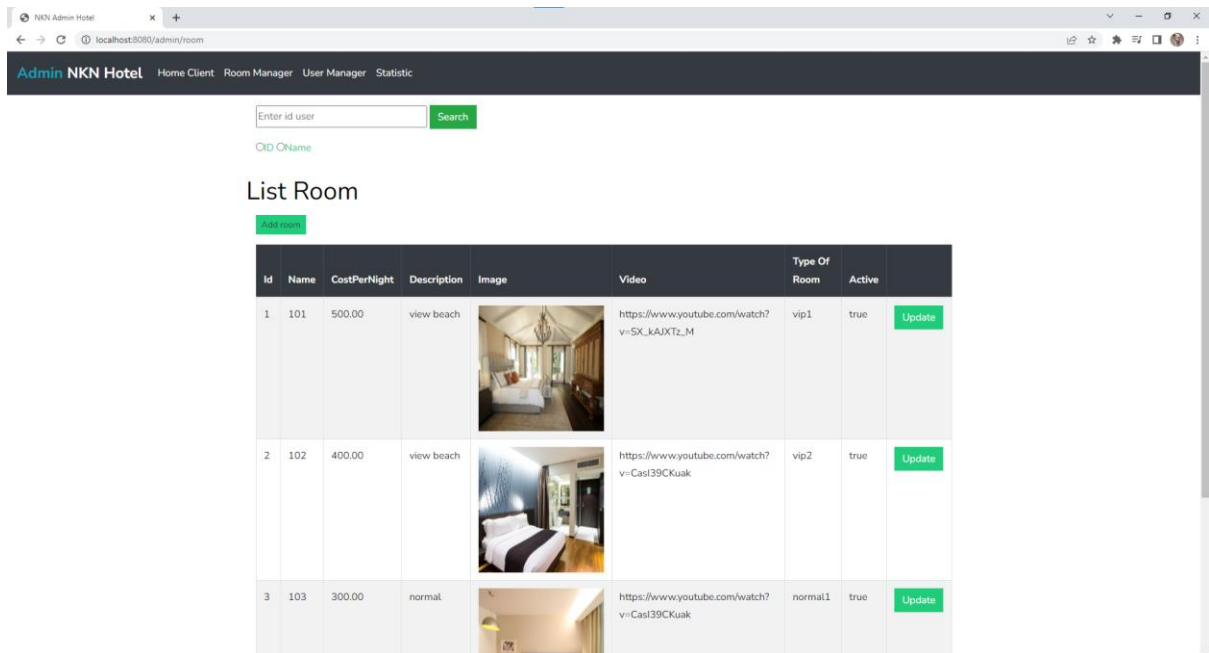 NKN Admin Hotel
localhost:8080/admin/room
Admin NKN Hotel Home Client Room Manager User Manager Statistic
Enter id user Search
ID Name
List Room
Add room
Type Of
Id Name CostPerNight Description Image Video Room Active
1 101 500.00 view beach https://www.youtube.com/watch? vip1 true Update
v=SX_kAJXTz_M
2 102 400.00 view beach https://www.youtube.com/watch? vip2 true Update
v=CasI39CKuak
3 103 300.00 normal https://www.youtube.com/watch? normal1 true Update
v=CasI39CKuak